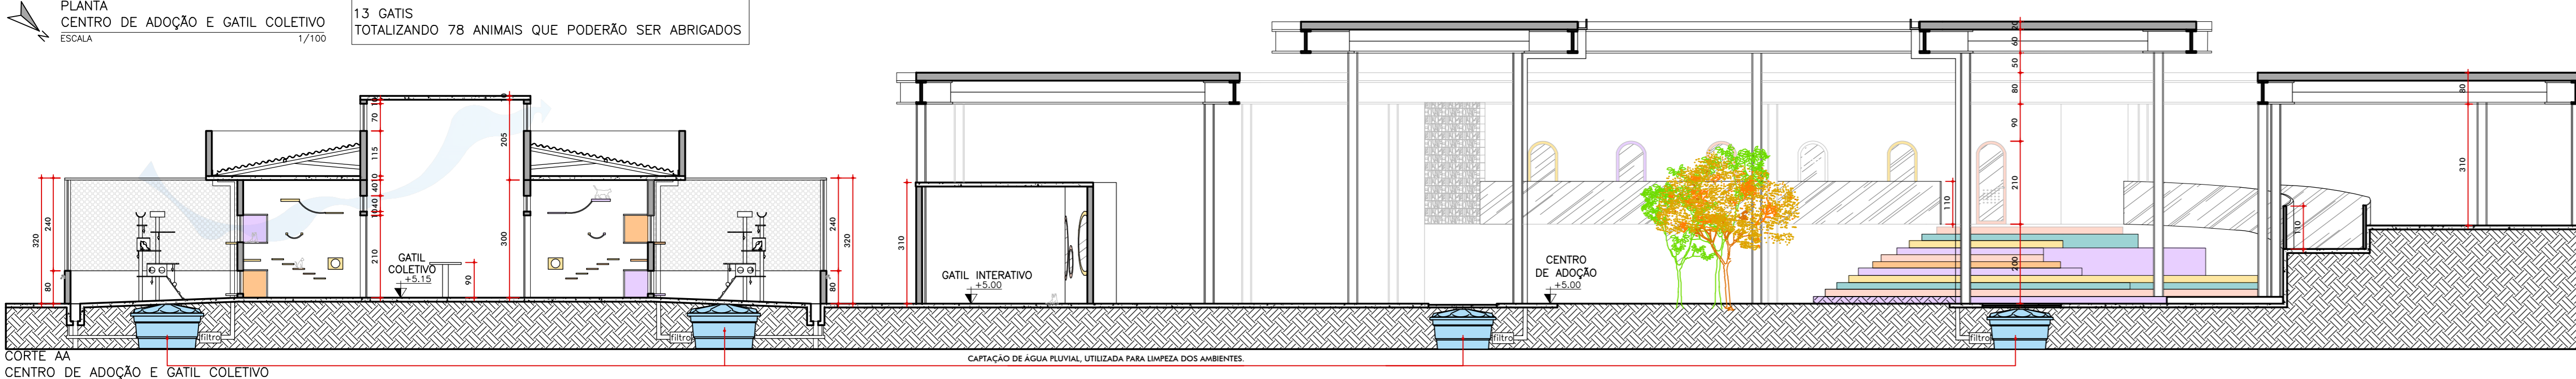 PLANTA
CENTRO DE ADOÇÃO E GATIL COLETIVO
ESCALA 1/100
13 GATIS
TOTALIZANDO 78 ANIMAIS QUE PODERÃO SER ABRIGADOS
320
240
80
10
70
115
10
40
40
10
210
205
300
GATIL
COLETIVO
+5.15
90
240
320
80
310
GATIL INTERATIVO
+5.00
CENTRO
DE ADOÇÃO
+5.00
110
20
60
50
80
90
210
200
110
80
310
filtro
filtro
filtro
filtro
CAPTAÇÃO DE ÁGUA PLUVIAL, UTILIZADA PARA LIMPEZA DOS AMBIENTES.
CORTE AA
CENTRO DE ADOÇÃO E GATIL COLETIVO